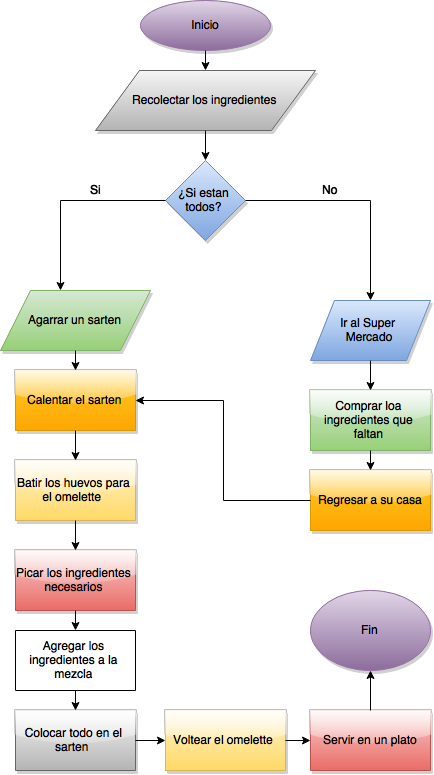 Inicio
Recolectar los ingredientes
¿Si estan
todos?
Si
No
Agarrar un sarten
Ir al Super
Mercado
Calentar el sarten
Comprar loa
ingredientes que
faltan
Batir los huevos para
el omelette
Regresar a su casa
Picar los ingredientes
necesarios
Agregar los
ingredientes a la
mezcla
Fin
Colocar todo en el
sarten
Voltear el omelette
Servir en un plato